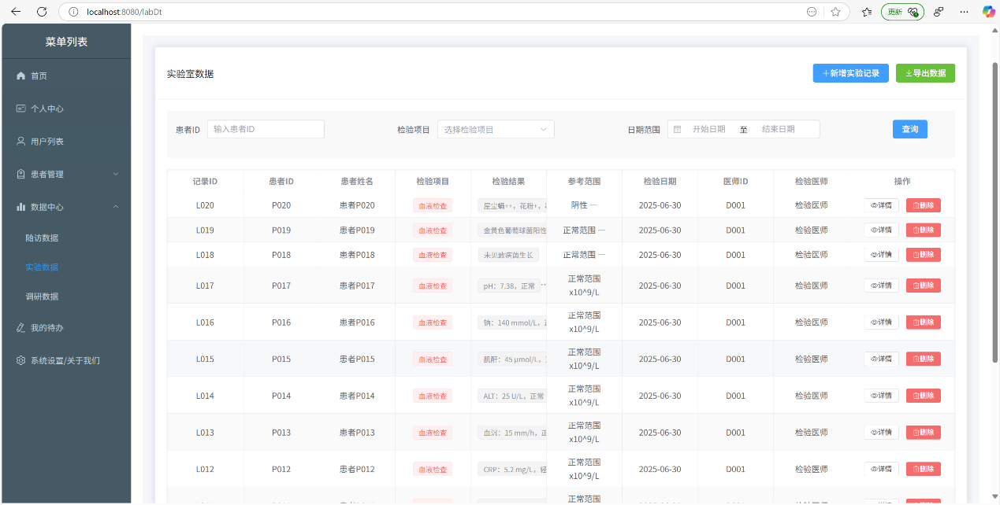 localhost:8080/labDt
更新
菜单列表
首页
个人中心
用户列表
患者管理
数据中心
随访数据
实验数据
调研数据
我的待办
系统设置/关于我们
实验室数据
+新增实验记录
导出数据
患者ID 输入患者ID 检验项目 选择检验项目 日期范围 开始日期 至 结束日期 查询
记录ID 患者ID 患者姓名 检验项目 检验结果 参考范围 检验日期 医师ID 检验医师 操作
L020 P020 患者P020 血液检查 屋尘螨++，花粉+， 阴性 — 2025-06-30 D001 检验医师 详情 删除
L019 P019 患者P019 血液检查 金黄色葡萄球菌阳性 正常范围 — 2025-06-30 D001 检验医师 详情 删除
L018 P018 患者P018 血液检查 未见致病菌生长 正常范围 — 2025-06-30 D001 检验医师 详情 删除
L017 P017 患者P017 血液检查 pH：7.38，正常 ·· 正常范围 x10^9/L 2025-06-30 D001 检验医师 详情 删除
L016 P016 患者P016 血液检查 钠：140 mmol/L， 正常范围 x10^9/L 2025-06-30 D001 检验医师 详情 删除
L015 P015 患者P015 血液检查 肌酐：45 μmol/L， 正常范围 x10^9/L 2025-06-30 D001 检验医师 详情 删除
L014 P014 患者P014 血液检查 ALT：25 U/L，正常 正常范围 x10^9/L 2025-06-30 D001 检验医师 详情 删除
L013 P013 患者P013 血液检查 血沉：15 mm/h，正 正常范围 x10^9/L 2025-06-30 D001 检验医师 详情 删除
L012 P012 患者P012 血液检查 CRP：5.2 mg/L，轻 正常范围 x10^9/L 2025-06-30 D001 检验医师 详情 删除
正常范围